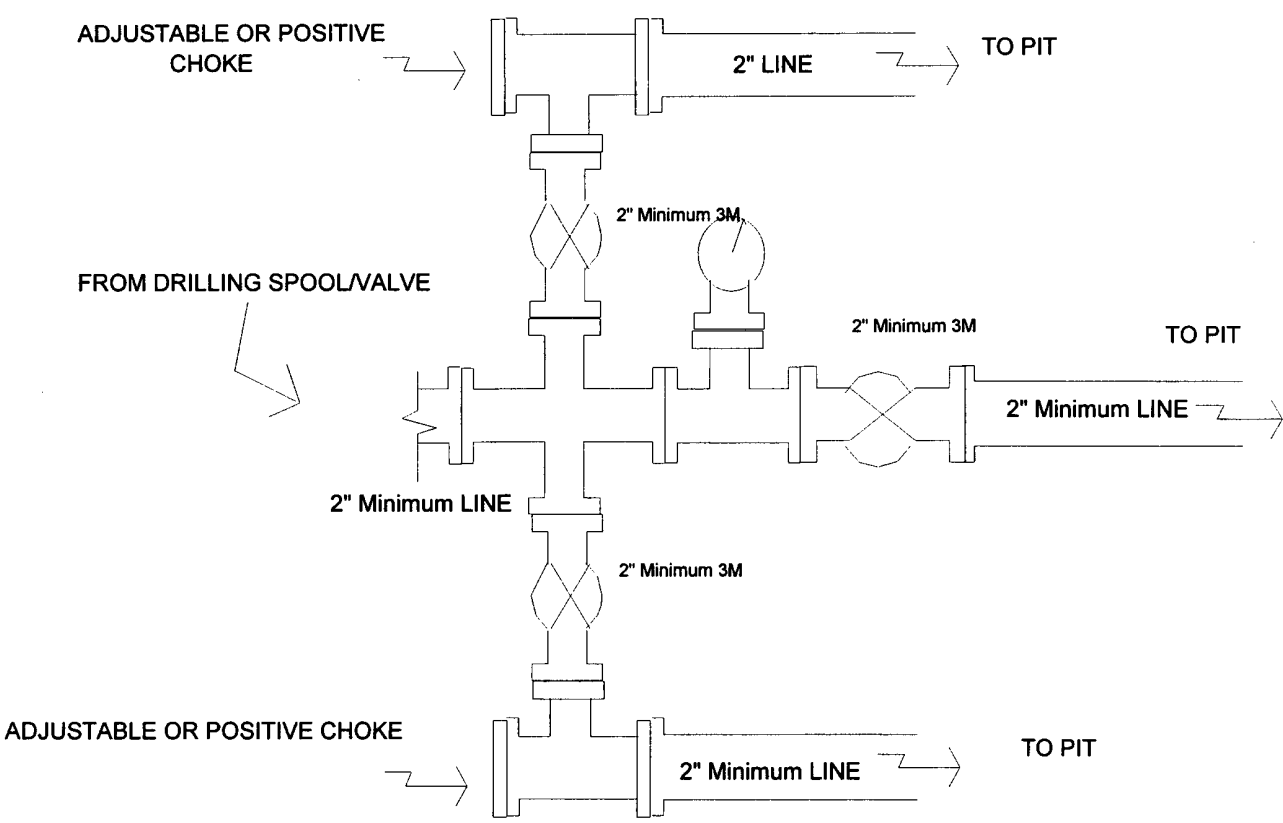 ADJUSTABLE OR POSITIVE
CHOKE
2" LINE
TO PIT
2" Minimum 3M
FROM DRILLING SPOOL/VALVE
2" Minimum 3M
TO PIT
2" Minimum LINE
2" Minimum LINE
2" Minimum 3M
ADJUSTABLE OR POSITIVE CHOKE
2" Minimum LINE
TO PIT